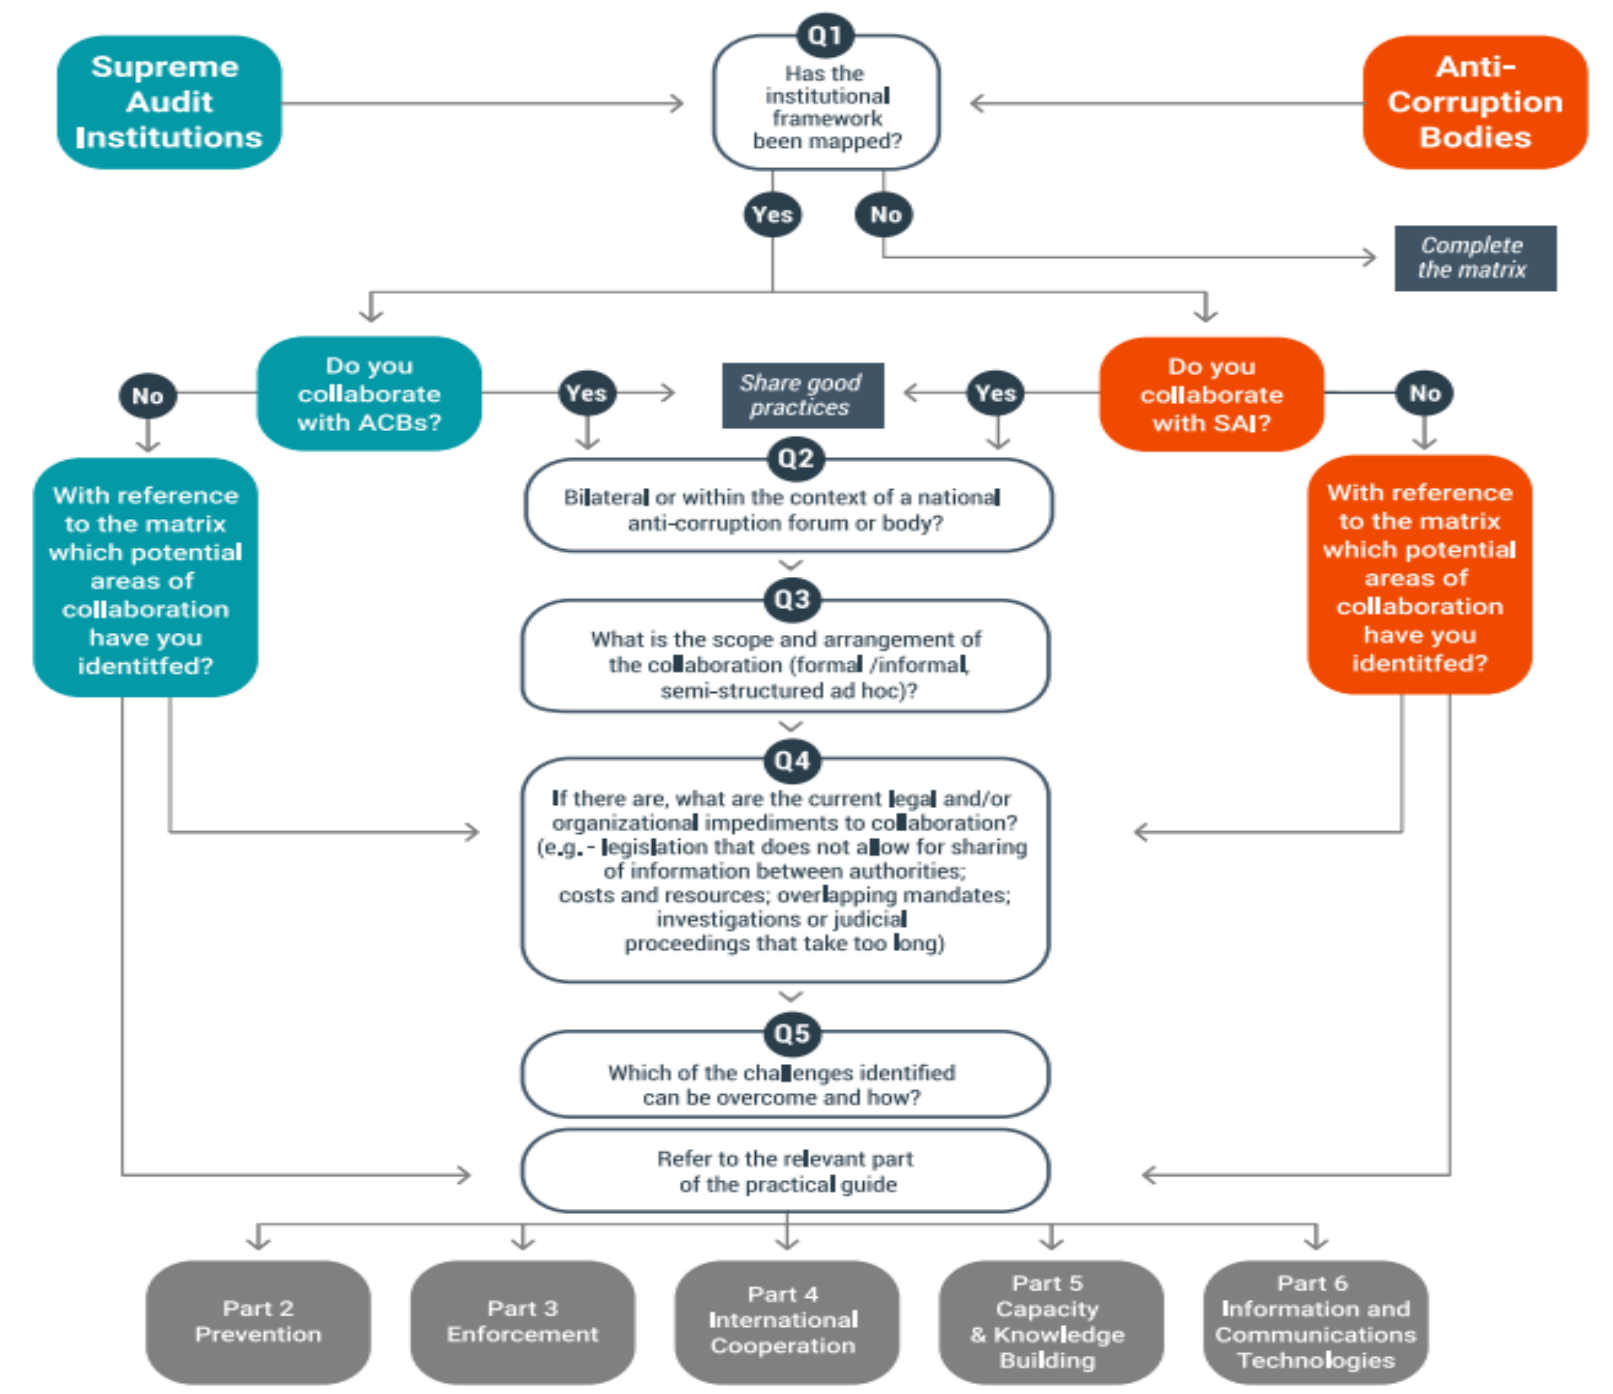 Supreme
Audit
Institutions
Q1
Has the
institutional
framework
been mapped?
Anti-
Corruption
Bodies
Yes
No
Complete
the matrix
No
Do you
collaborate
with ACBs?
Yes
Share good
practices
Yes
Do you
collaborate
with SAI?
No
With reference
to the matrix
which potential
areas of
collaboration
have you
identitfed?
Q2
Bilateral or within the context of a national
anti-corruption forum or body?
With reference
to the matrix
which potential
areas of
collaboration
have you
identitfed?
Q3
What is the scope and arrangement of
the collaboration (formal /informal,
semi-structured ad hoc)?
Q4
If there are, what are the current legal and/or
organizational impediments to collaboration?
(e.g. - legislation that does not allow for sharing
of information between authorities;
costs and resources; overlapping mandates;
investigations or judicial
proceedings that take too long)
Q5
Which of the challenges identified
can be overcome and how?
Refer to the relevant part
of the practical guide
Part 2
Prevention
Part 3
Enforcement
Part 4
International
Cooperation
Part 5
Capacity
& Knowledge
Building
Part 6
Information and
Communications
Technologies